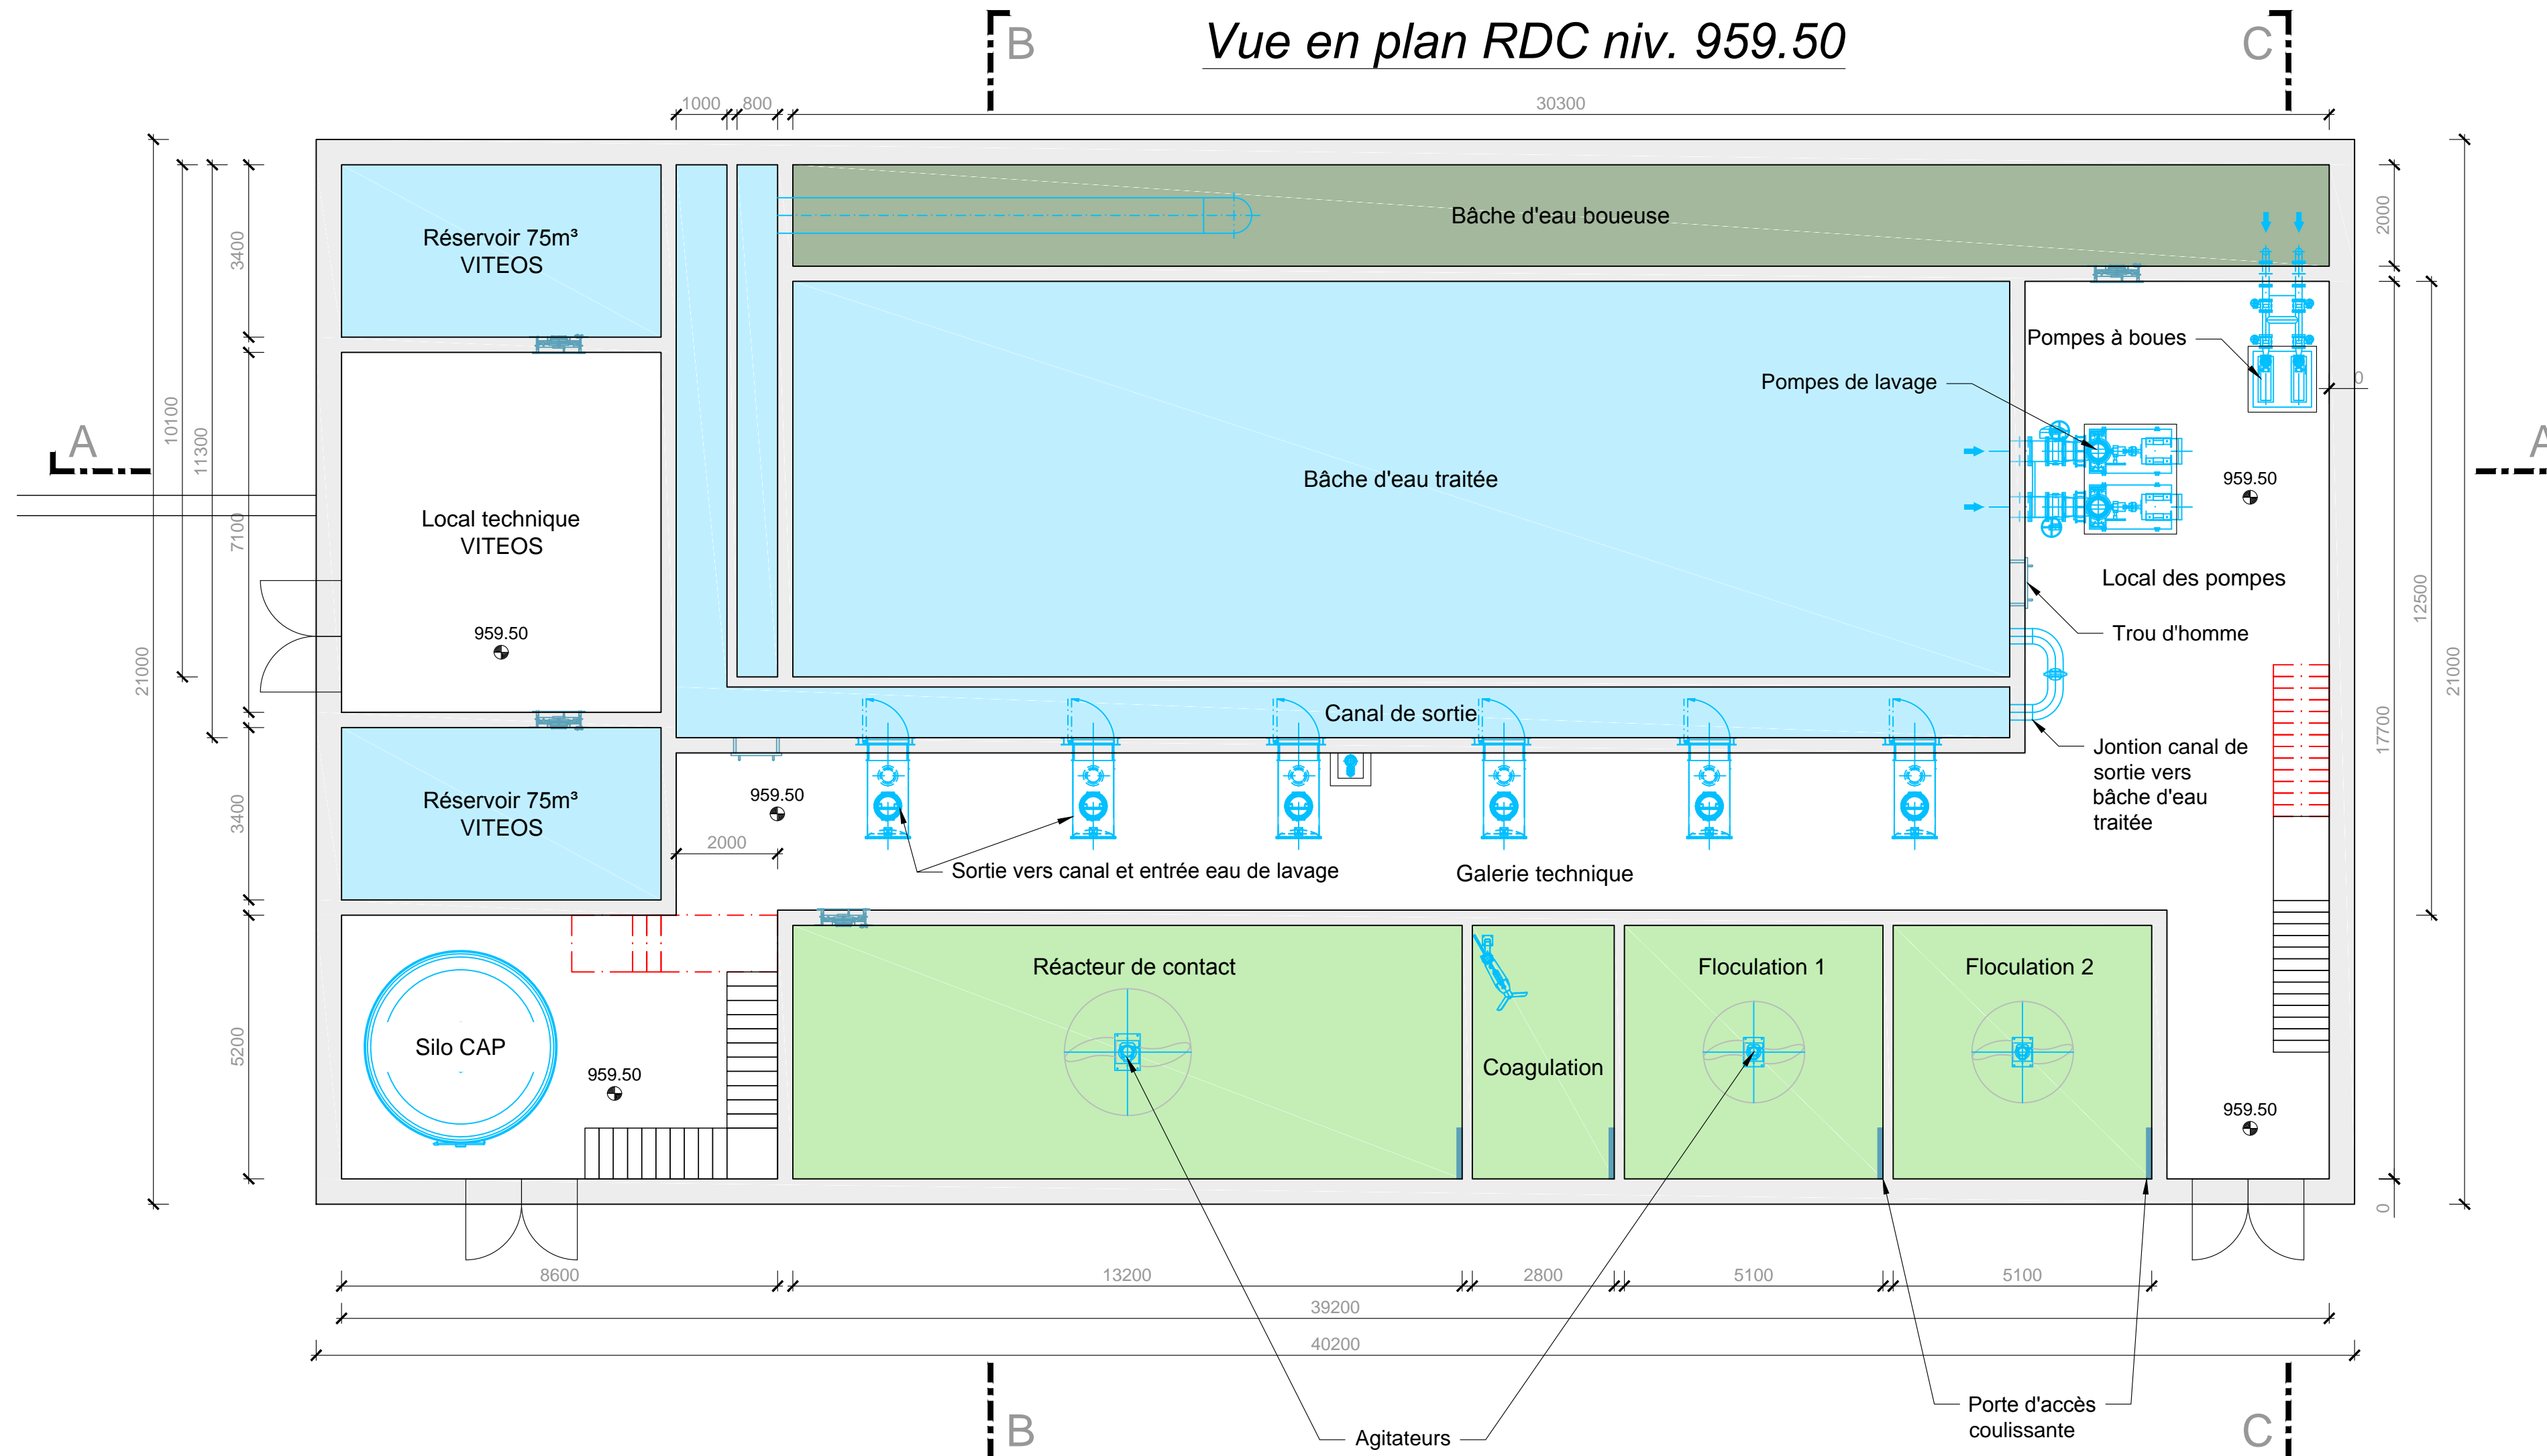 B
Vue en plan RDC niv. 959.50
C
1000
800
30300
Réservoir 75m³
VITEOS
Bâche d'eau boueuse
3400
2000
Pompes à boues
Pompes de lavage
0
10100
11300
A
A
Bâche d'eau traitée
959.50
Local technique
VITEOS
7100
Local des pompes
12500
Trou d'homme
959.50
21000
21000
Canal de sortie
17700
Jontion canal de
sortie vers
bâche d'eau
traitée
Réservoir 75m³
VITEOS
3400
959.50
2000
Sortie vers canal et entrée eau de lavage
Galerie technique
Réacteur de contact
Floculation 1
Floculation 2
5200
Silo CAP
Coagulation
959.50
959.50
0
8600
13200
2800
5100
5100
39200
40200
Porte d'accès
coulissante
B
Agitateurs
C